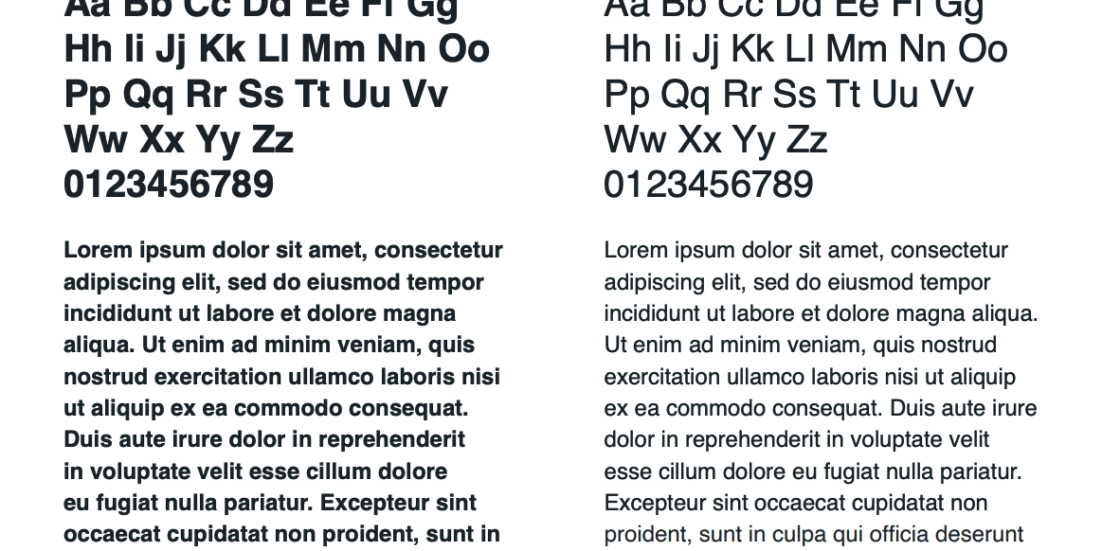 Aa Bb Cc Dd Ee Ff Gg
Hh Ii Jj Kk Ll Mm Nn Oo
Pp Qq Rr Ss Tt Uu Vv
Ww Xx Yy Zz
0123456789
Lorem ipsum dolor sit amet, consectetur
adipiscing elit, sed do eiusmod tempor
incididunt ut labore et dolore magna
aliqua. Ut enim ad minim veniam, quis
nostrud exercitation ullamco laboris nisi
ut aliquip ex ea commodo consequat.
Duis aute irure dolor in reprehenderit
in voluptate velit esse cillum dolore
eu fugiat nulla pariatur. Excepteur sint
occaecat cupidatat non proident, sunt in
Aa Bb Cc Dd Ee Ff Gg
Hh Ii Jj Kk Ll Mm Nn Oo
Pp Qq Rr Ss Tt Uu Vv
Ww Xx Yy Zz
0123456789
Lorem ipsum dolor sit amet, consectetur
adipiscing elit, sed do eiusmod tempor
incididunt ut labore et dolore magna aliqua.
Ut enim ad minim veniam, quis nostrud
exercitation ullamco laboris nisi ut aliquip
ex ea commodo consequat. Duis aute irure
dolor in reprehenderit in voluptate velit
esse cillum dolore eu fugiat nulla pariatur.
Excepteur sint occaecat cupidatat non
proident, sunt in culpa qui officia deserunt